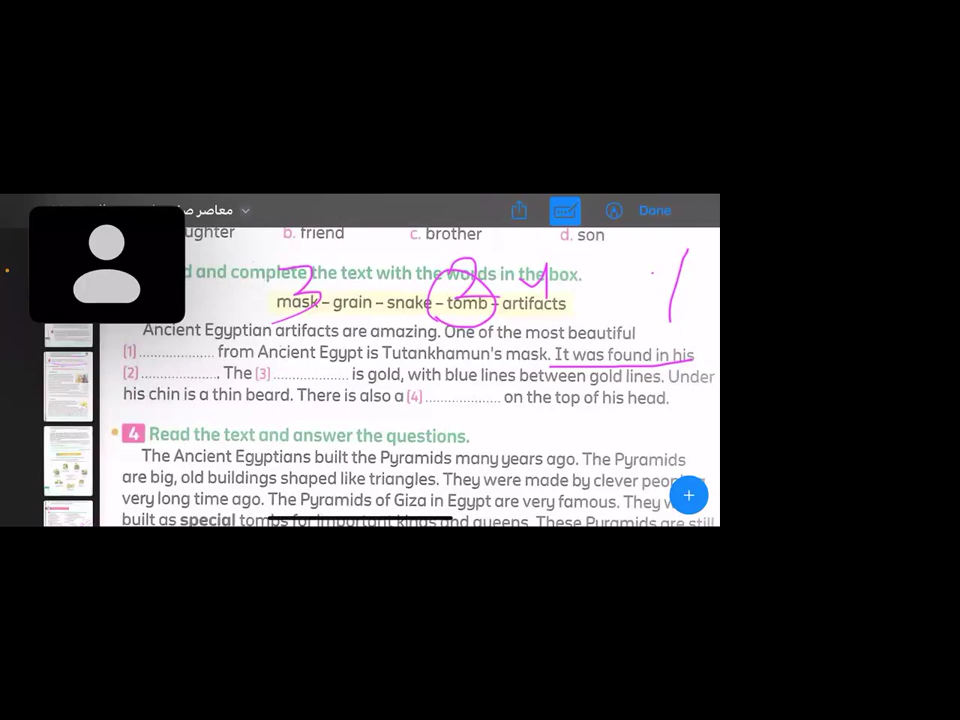 معاصر
Done
b. friend
c. brother
d. son
and complete the text with the words in the box.
3
2
4
1
mask – grain – snake – tomb – artifacts
Ancient Egyptian artifacts are amazing. One of the most beautiful
(1) .................... from Ancient Egypt is Tutankhamun's mask. It was found in his
(2) .................... . The (3) .................... is gold, with blue lines between gold lines. Under
his chin is a thin beard. There is also a (4) .................... on the top of his head.
4 Read the text and answer the questions.
The Ancient Egyptians built the Pyramids many years ago. The Pyramids
are big, old buildings shaped like triangles. They were made by clever
very long time ago. The Pyramids of Giza in Egypt are very famous. They
built as special tombs for important kings and queens. These Pyramids are still